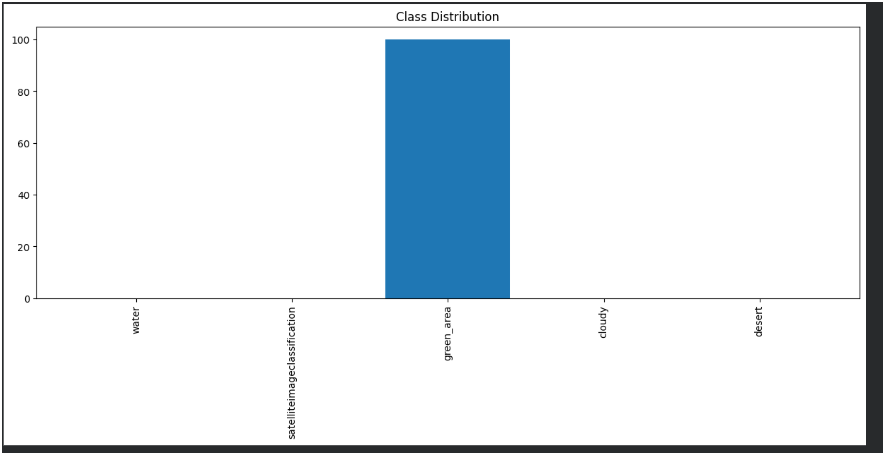 Class Distribution
100
80
60
40
20
0
water
satelliteimageclassification
green_area
cloudy
desert